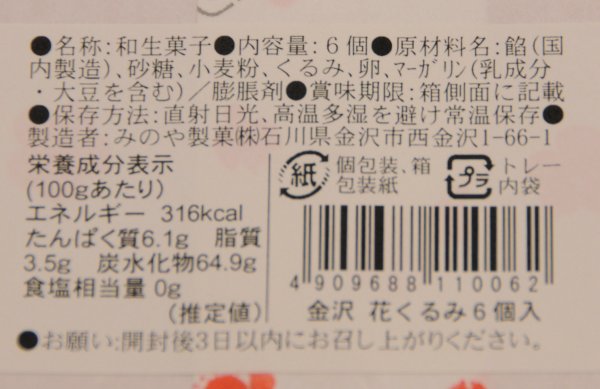 ●名称:和生菓子●内容量:6個●原材料名:餡(国
内製造)、砂糖、小麦粉、くるみ、卵、マーガリン(乳成分
・大豆を含む)／膨脹剤●賞味期限:箱側面に記載
●保存方法:直射日光、高温多湿を避け常温保存●
製造者:みのや製菓㈱石川県金沢市西金沢1-66-1
栄養成分表示
(100gあたり)
エネルギー 316kcal
たんぱく質6.1g 脂質
3.5g 炭水化物64.9g
食塩相当量 0g
(推定値)
紙
個包装、箱
包装紙
プラ
トレー
内袋
4 909688 110062
金沢 花くるみ6個入
●お願い:開封後3日以内にお召し上がりください。